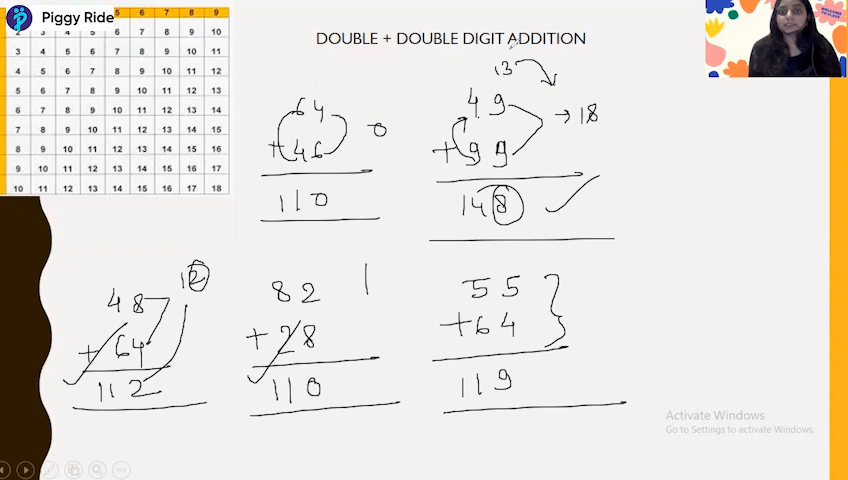 Piggy Ride
5 6 7 8 9
2 3 4 5 6 7 8 9 10
3 4 5 6 7 8 9 10 11
4 5 6 7 8 9 10 11 12
5 6 7 8 9 10 11 12 13
6 7 8 9 10 11 12 13 14
7 8 9 10 11 12 13 14 15
8 9 10 11 12 13 14 15 16
9 10 11 12 13 14 15 16 17
10 11 12 13 14 15 16 17 18
WELCOME
DOUBLE + DOUBLE DIGIT ADDITION
64
+46
110
0
13
49
+99
148
→18
48
+64
112
12
82
+28
110
1
55
+64
119
Activate Windows
Go to Settings to activate Windows.